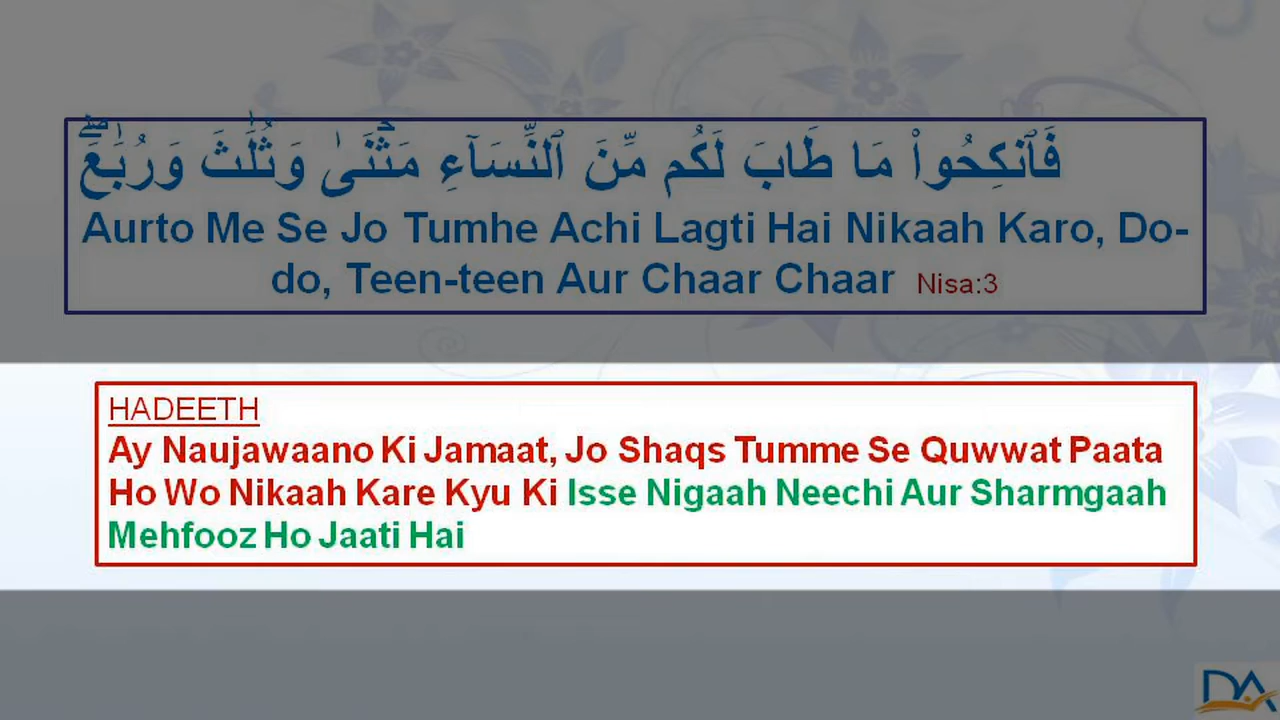 فَٱنكِحُوا۟ مَا طَابَ لَكُم مِّنَ ٱلنِّسَآءِ مَثْنَىٰ وَثُلَٰثَ وَرُبَٰعَ ۖ
Aurto Me Se Jo Tumhe Achi Lagti Hai Nikaah Karo, Do-
do, Teen-teen Aur Chaar Chaar Nisa:3
HADEETH
Ay Naujawaano Ki Jamaat, Jo Shaqs Tumme Se Quwwat Paata
Ho Wo Nikaah Kare Kyu Ki Isse Nigaah Neechi Aur Sharmgaah
Mehfooz Ho Jaati Hai
DA